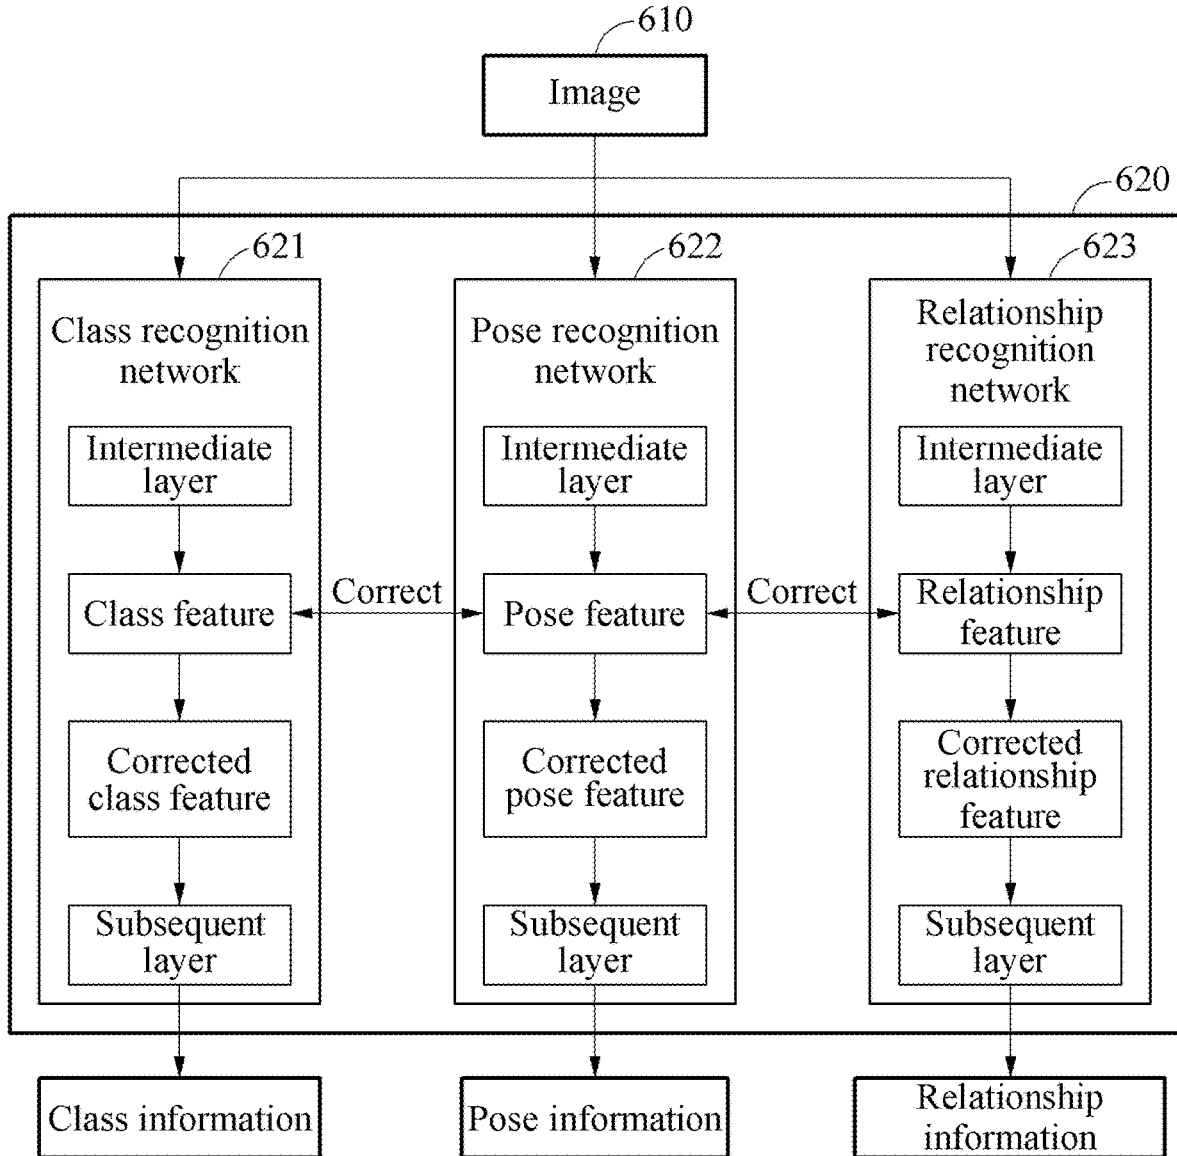 610
Image
620
621
622
623
Class recognition
network
Pose recognition
network
Relationship
recognition
network
Intermediate
layer
Intermediate
layer
Intermediate
layer
Class feature
Correct
Pose feature
Correct
Relationship
feature
Corrected
class feature
Corrected
pose feature
Corrected
relationship
feature
Subsequent
layer
Subsequent
layer
Subsequent
layer
Class information
Pose information
Relationship
information